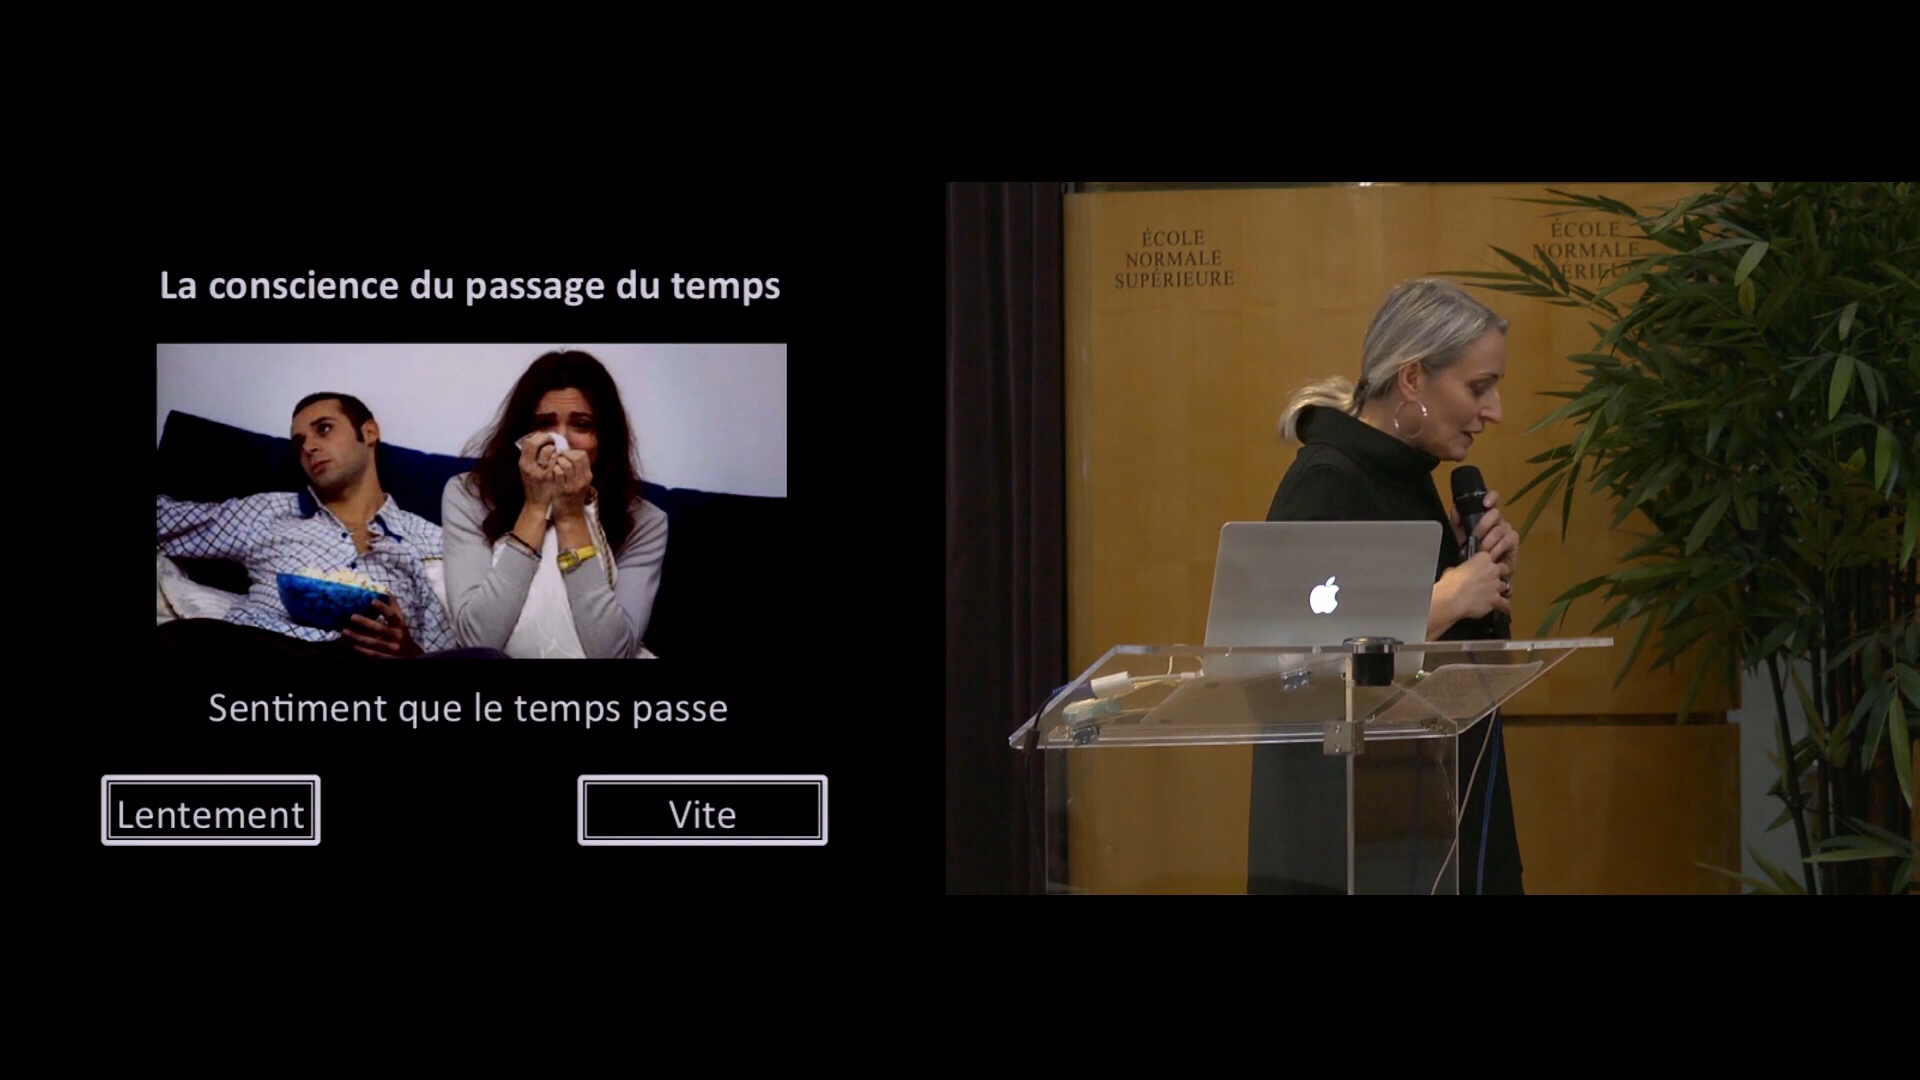 La conscience du passage du temps
Sentiment que le temps passe
Lentement
Vite
ÉCOLE
NORMALE
SUPÉRIEURE
ÉCOLE
NORMALE